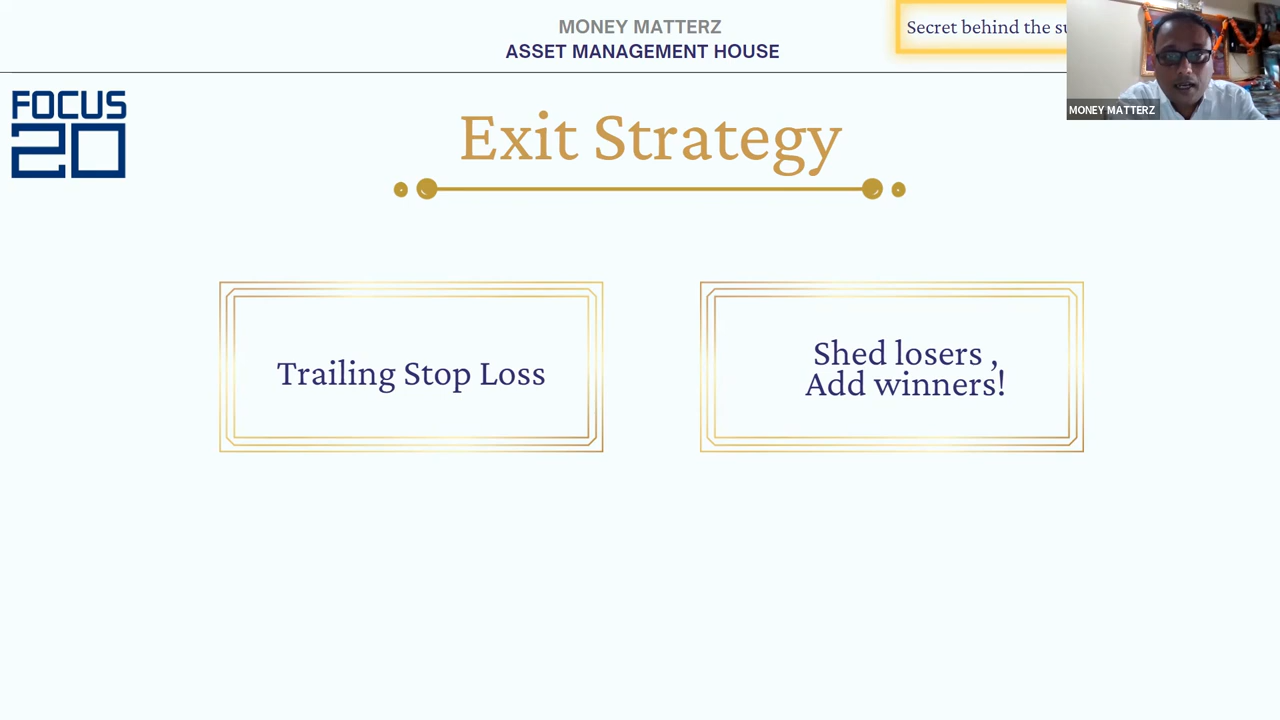 MONEY MATTERZ
ASSET MANAGEMENT HOUSE
Secret behind the
MONEY MATTERZ
FOCUS
20
Exit Strategy
Trailing Stop Loss
Shed losers ,
Add winners!